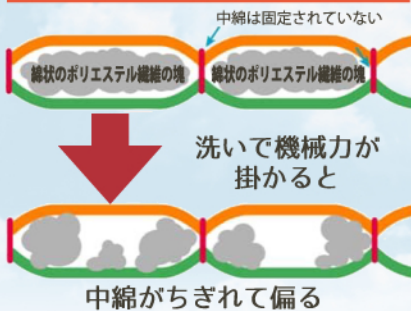 中綿は固定されていない
綿状のポリエステル繊維の塊
綿状のポリエステル繊維の塊
洗いで機械力が
掛かると
中綿がちぎれて偏る